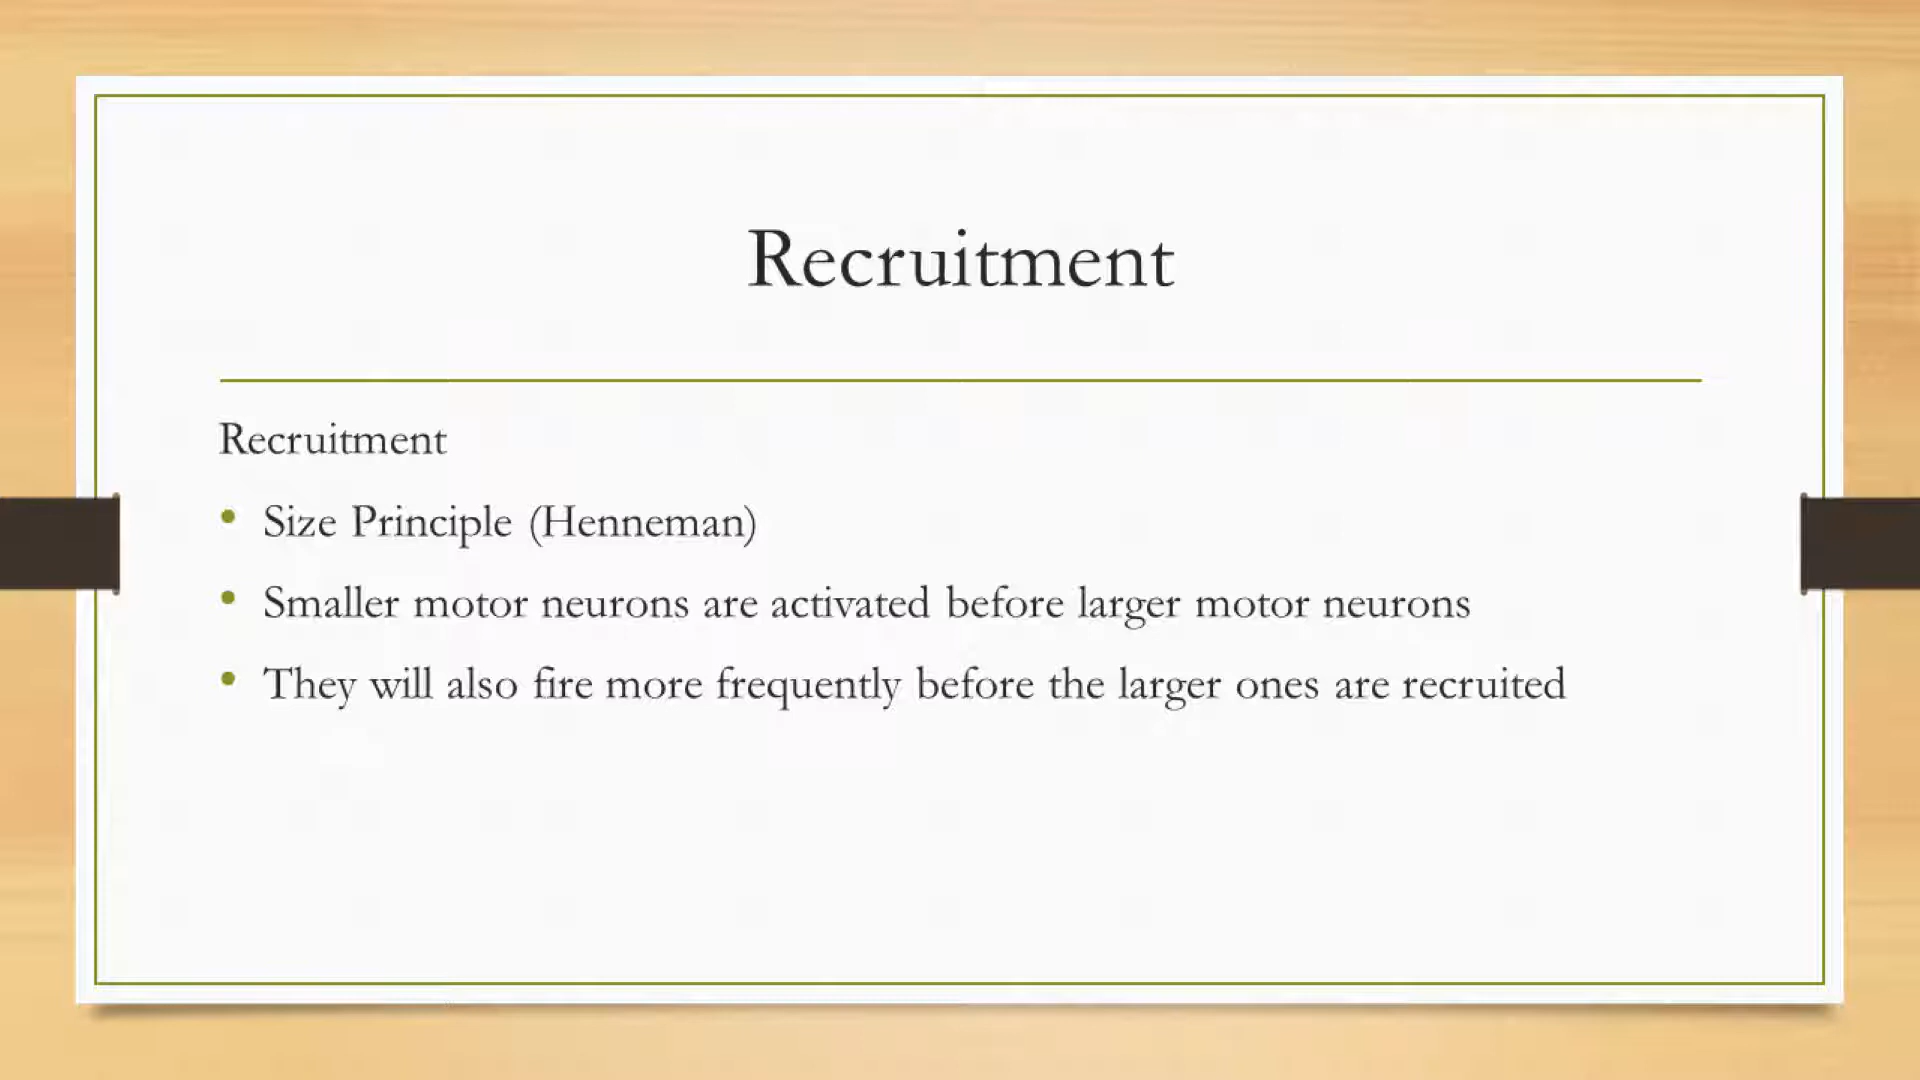 Recruitment
Recruitment
• Size Principle (Henneman)
• Smaller motor neurons are activated before larger motor neurons
• They will also fire more frequently before the larger ones are recruited